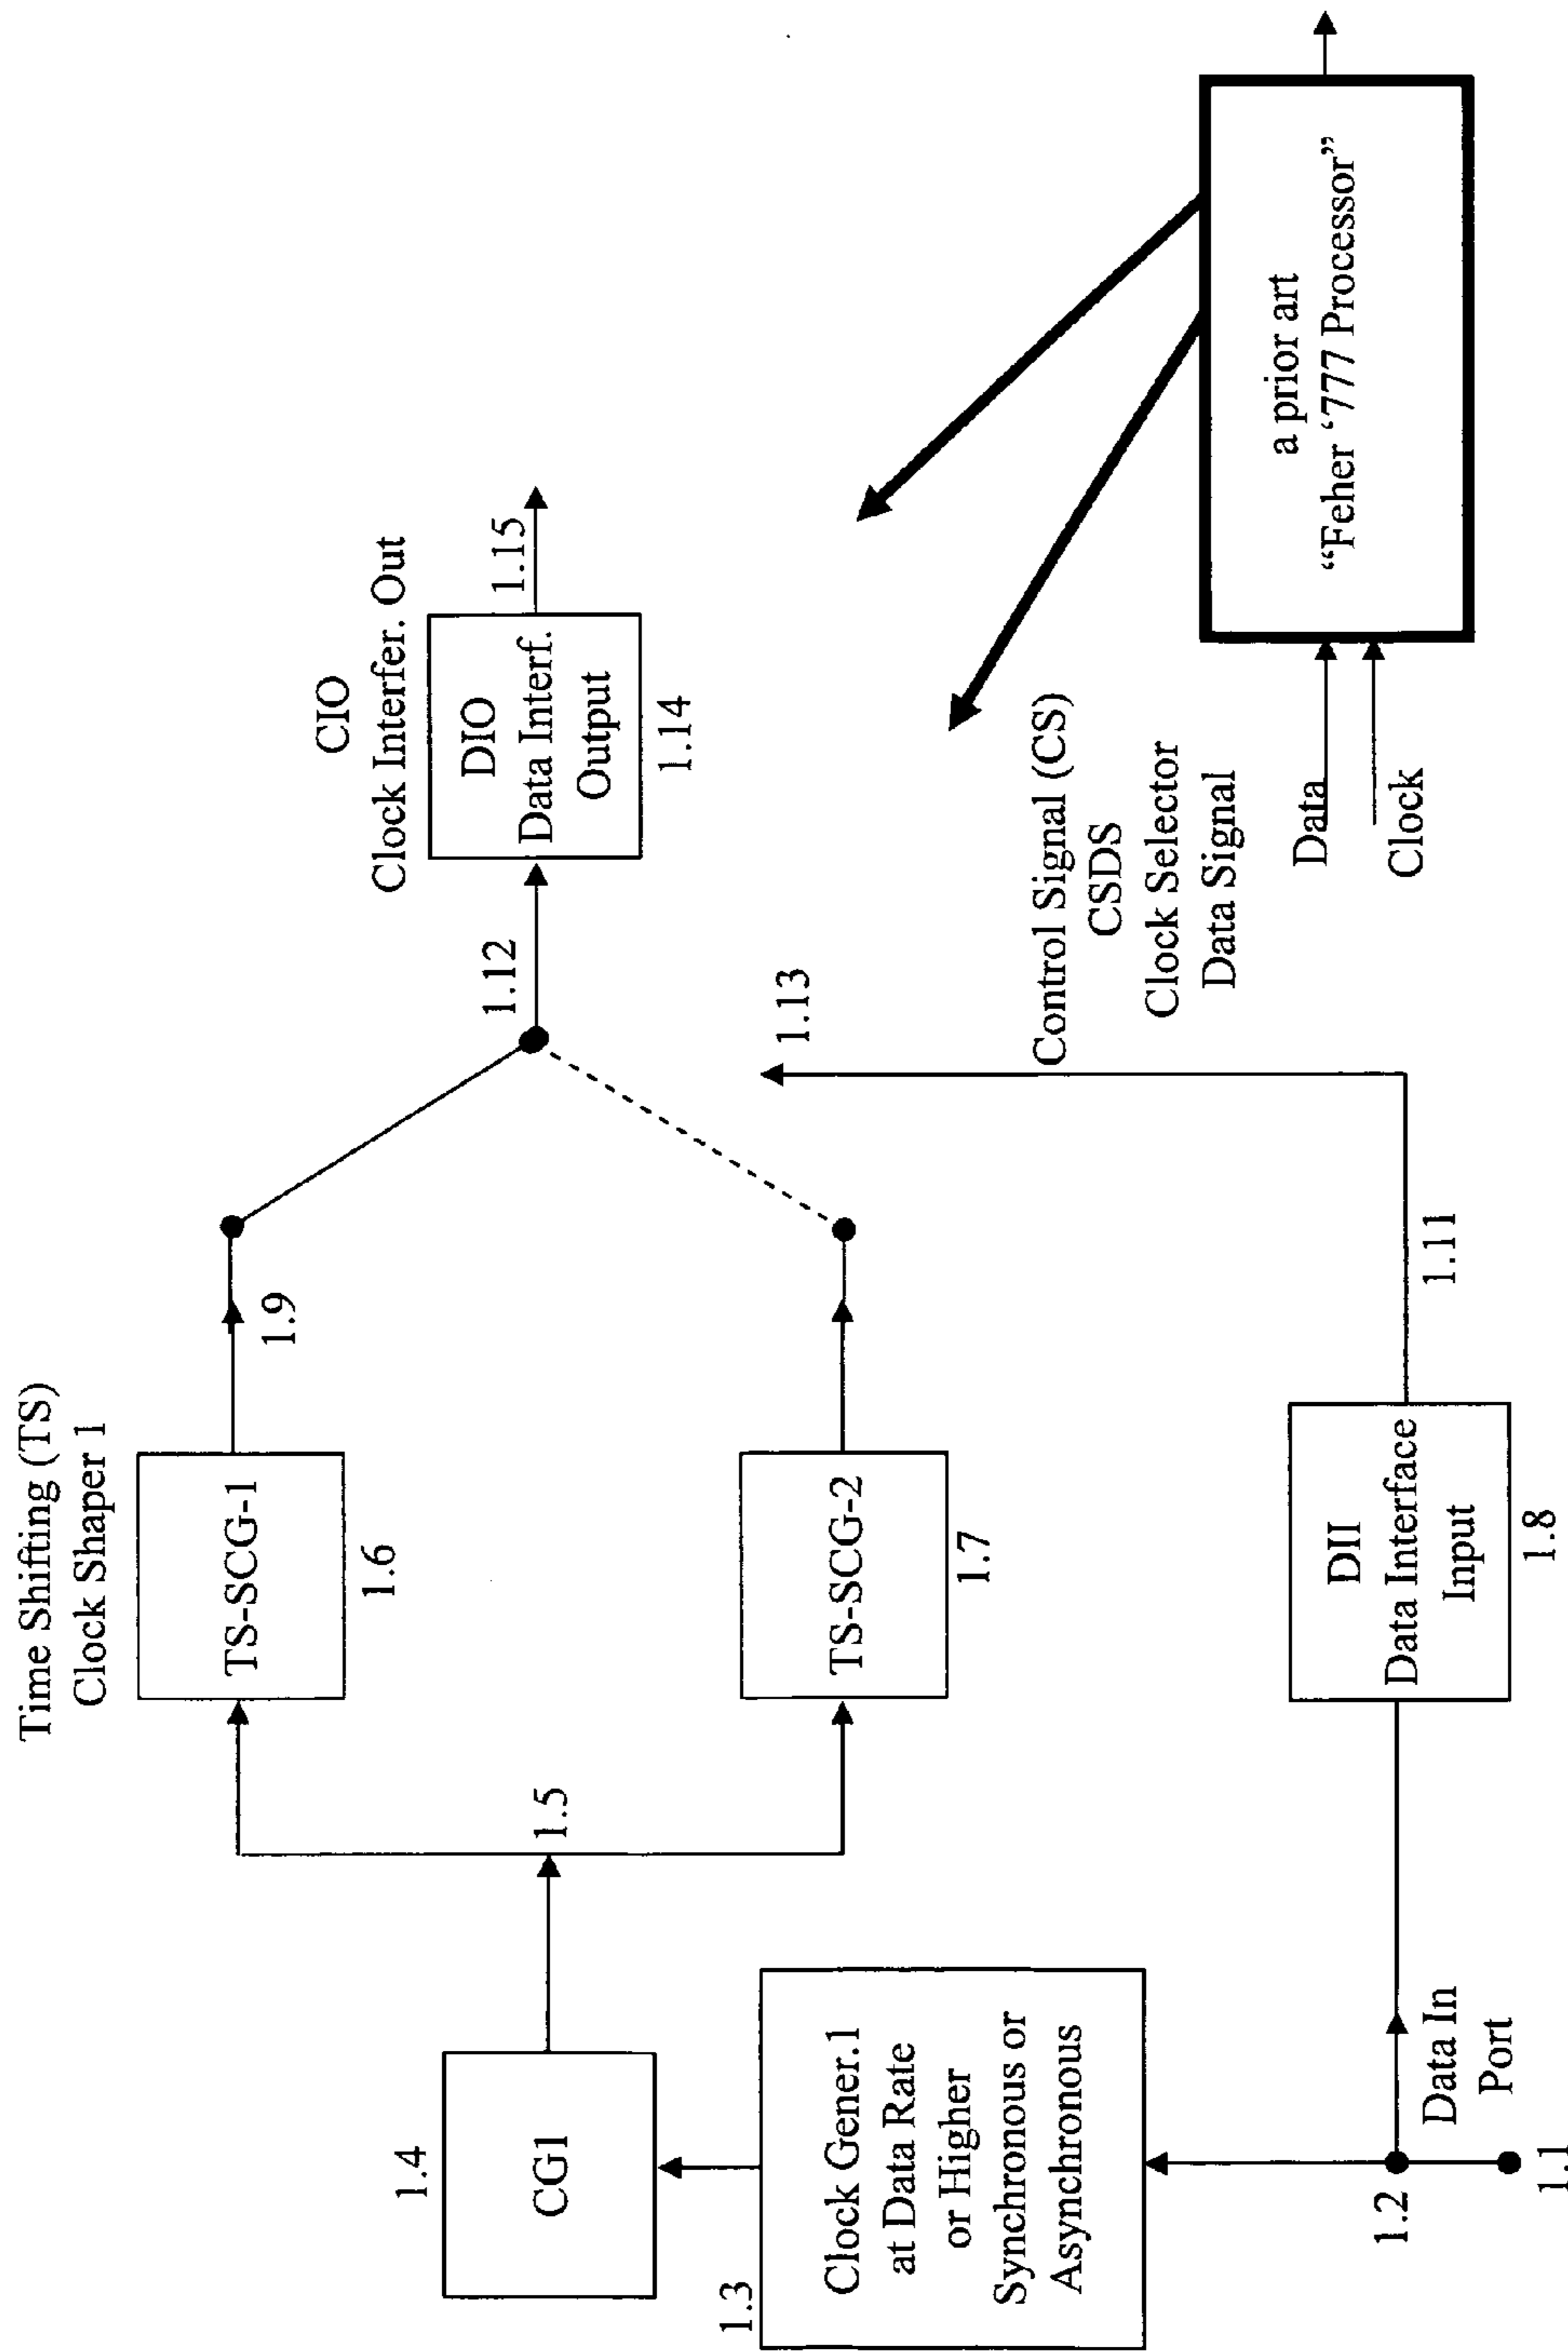 Time Shifting (TS)
Clock Shaper 1
TS-SCG-1
1.6
1.9
CIO
Clock Interfer. Out
DIO
Data Interf.
Output
1.14
1.15
1.12
1.4
CG1
1.5
TS-SCG-2
1.7
1.13
1.3
Clock Gener.1
at Data Rate
or Higher
Synchronous or
Asynchronous
Control Signal (CS)
CSDS
Clock Selector
Data Signal
a prior art
“Feher ‘777 Processor”
Data
Clock
1.2
Data In
Port
1.1
DII
Data Interface
Input
1.8
1.11